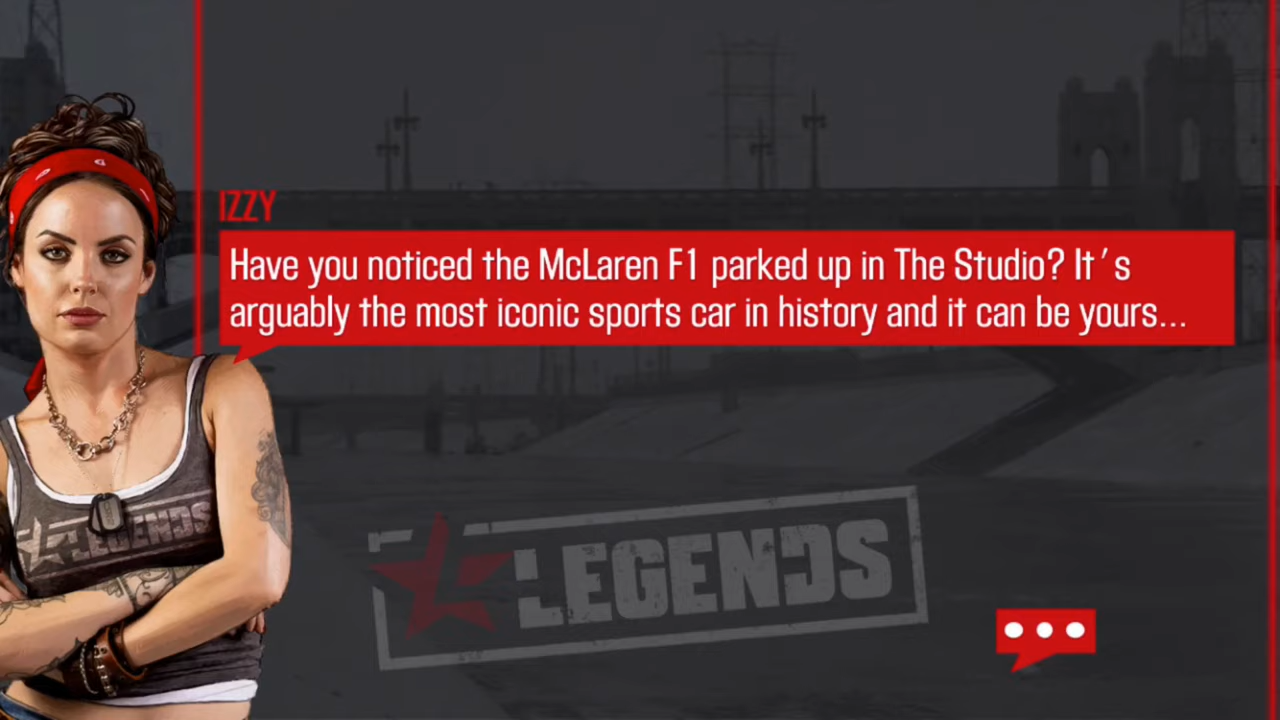 IZZY
Have you noticed the McLaren F1 parked up in The Studio? It's
arguably the most iconic sports car in history and it can be yours...
LEGENDS
LEGENDS